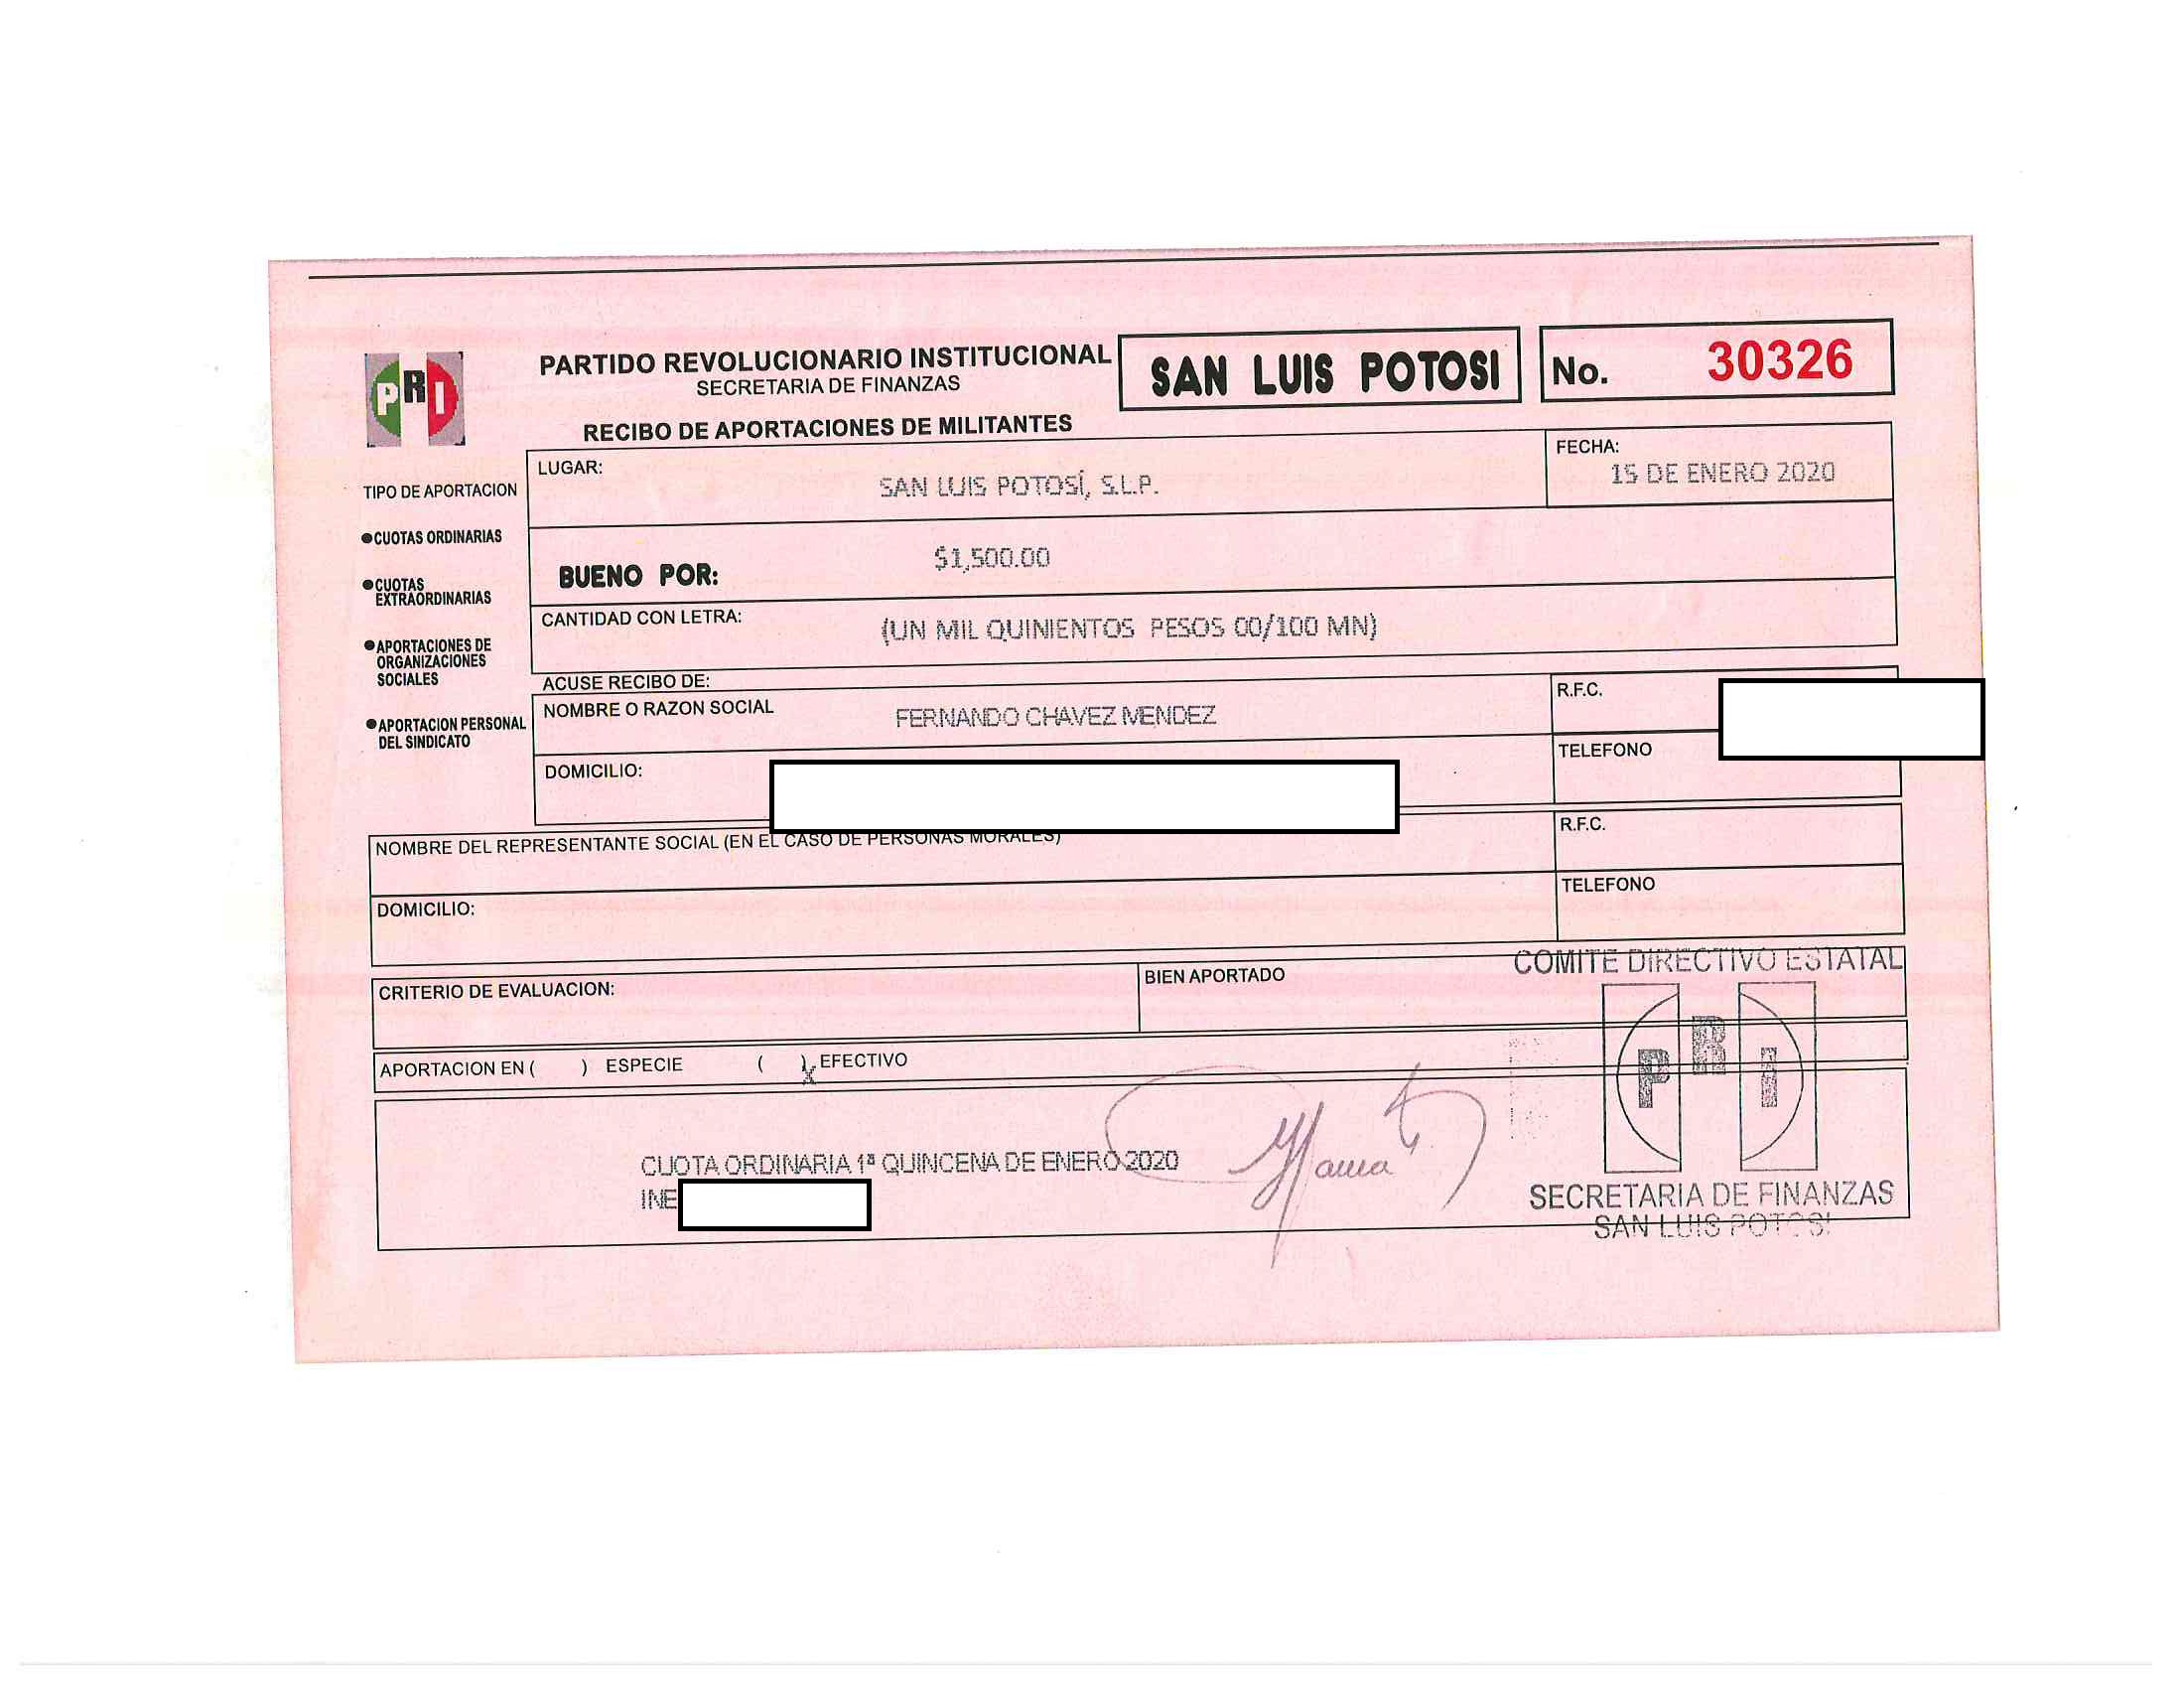 PRI
PARTIDO REVOLUCIONARIO INSTITUCIONAL
SECRETARIA DE FINANZAS
RECIBO DE APORTACIONES DE MILITANTES
SAN LUIS POTOSI
No. 30326
TIPO DE APORTACION
●CUOTAS ORDINARIAS
●CUOTAS
EXTRAORDINARIAS
●APORTACIONES DE
ORGANIZACIONES
SOCIALES
●APORTACION PERSONAL
DEL SINDICATO
LUGAR:
SAN LUIS POTOSÍ, S.L.P.
FECHA:
15 DE ENERO 2020
BUENO POR: $1,500.00
CANTIDAD CON LETRA: (UN MIL QUINIENTOS PESOS 00/100 MN)
ACUSE RECIBO DE:
NOMBRE O RAZON SOCIAL FERNANDO CHAVEZ MENDEZ
R.F.C.
DOMICILIO:
TELEFONO
NOMBRE DEL REPRESENTANTE SOCIAL (EN EL CASO DE PERSONAS MORALES)
R.F.C.
DOMICILIO:
TELEFONO
CRITERIO DE EVALUACION:
BIEN APORTADO
APORTACION EN ( ) ESPECIE ( ) X EFECTIVO
CUOTA ORDINARIA 1ª QUINCENA DE ENERO 2020
INE
COMITE DIRECTIVO ESTATAL
PRI
SECRETARIA DE FINANZAS
SAN LUIS POTOSI